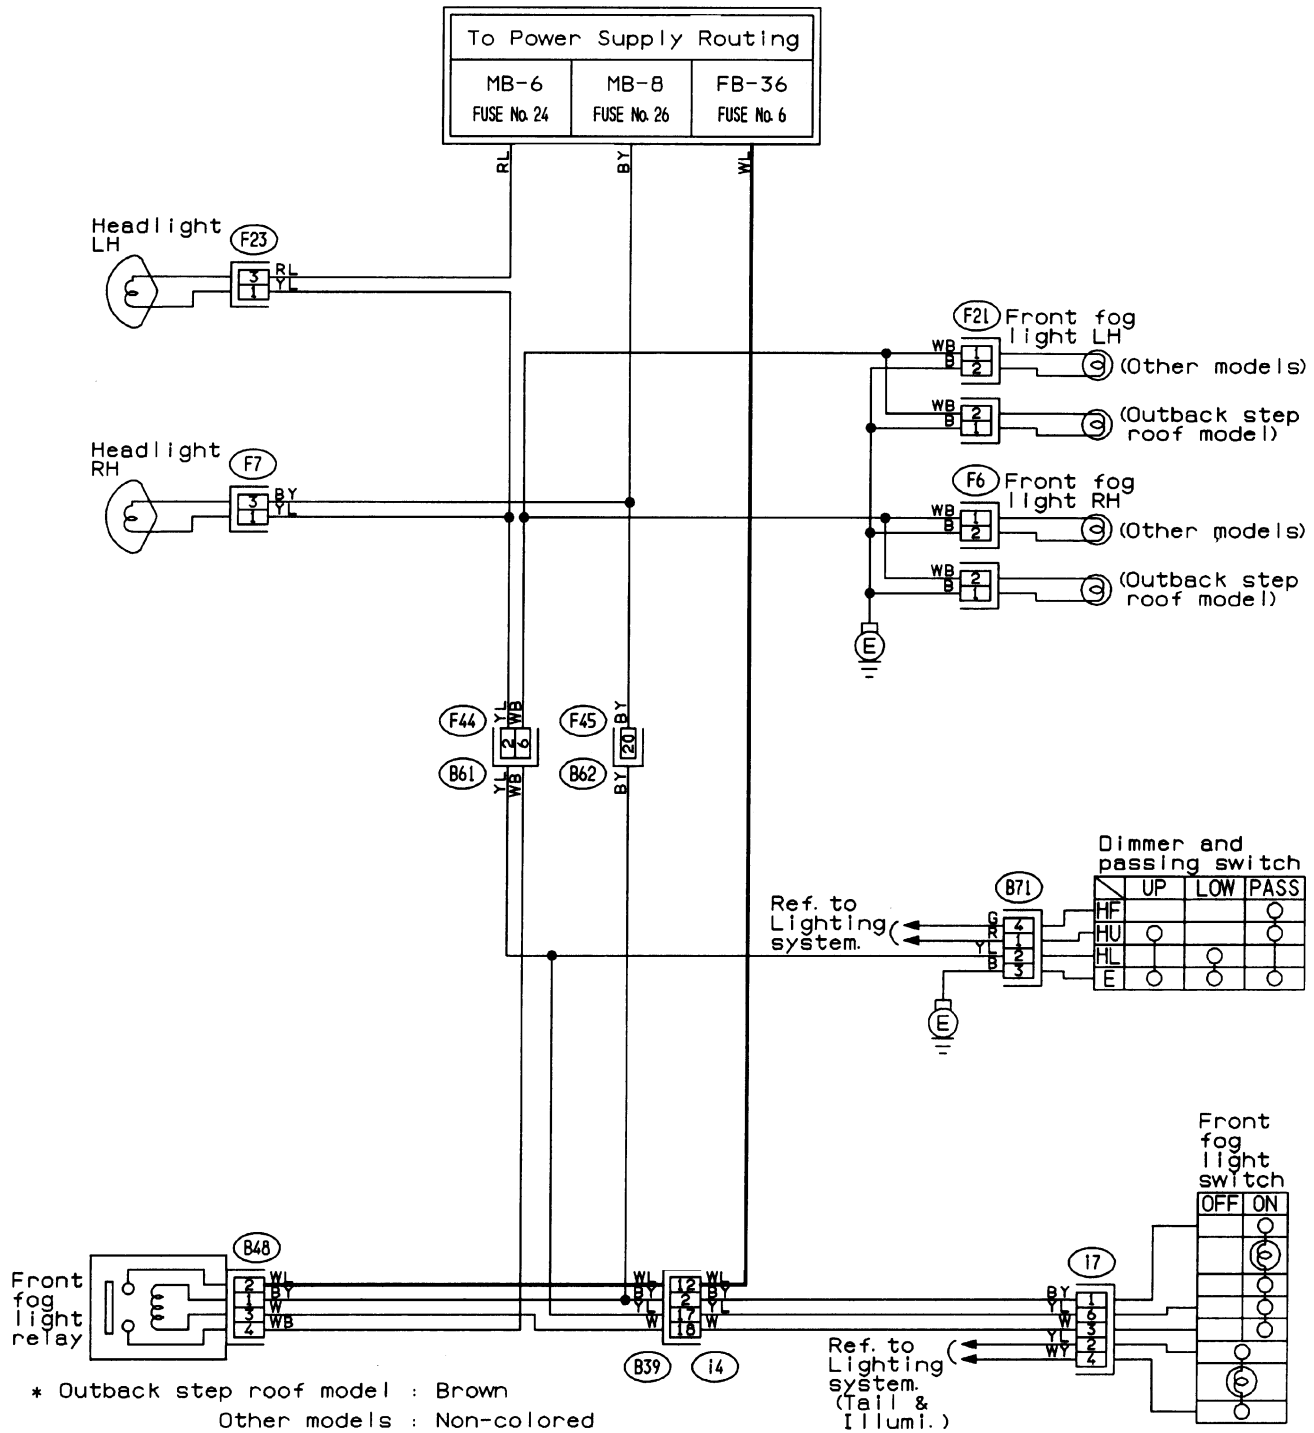 To Power Supply Routing
MB-6 MB-8 FB-36
FUSE No. 24 FUSE No. 26 FUSE No. 6
RL BY WL
Headlight
LH
F23
3 RL
1 YL
F21 Front fog
light LH
WB 1
B 2
(Other models)
WB 2
B 1
(Outback step
roof model)
Headlight
RH
F7
3 BY
1 YL
F6 Front fog
light RH
WB 1
B 2
(Other models)
WB 2
B 1
(Outback step
roof model)
E
F44 YL WB F45 BY
2 6 20
B61 YL WB B62 BY
Dimmer and
passing switch
B71
UP LOW PASS
Ref. to
Lighting
system.
G 4 HF
R 1 HU
YL 2 HL
B 3 E
E
Front
fog
light
switch
OFF ON
B48
i7
Front
fog
light
relay
2 WL WL 12 WL
1 BY BY 2 BY BY 1
3 W YL 17 YL YL 6
4 WB W 18 W W 3
YL 2
WY 4
B39 i4
Ref. to
Lighting
system.
(Tail &
Illumi.)
* Outback step roof model : Brown
Other models : Non-colored